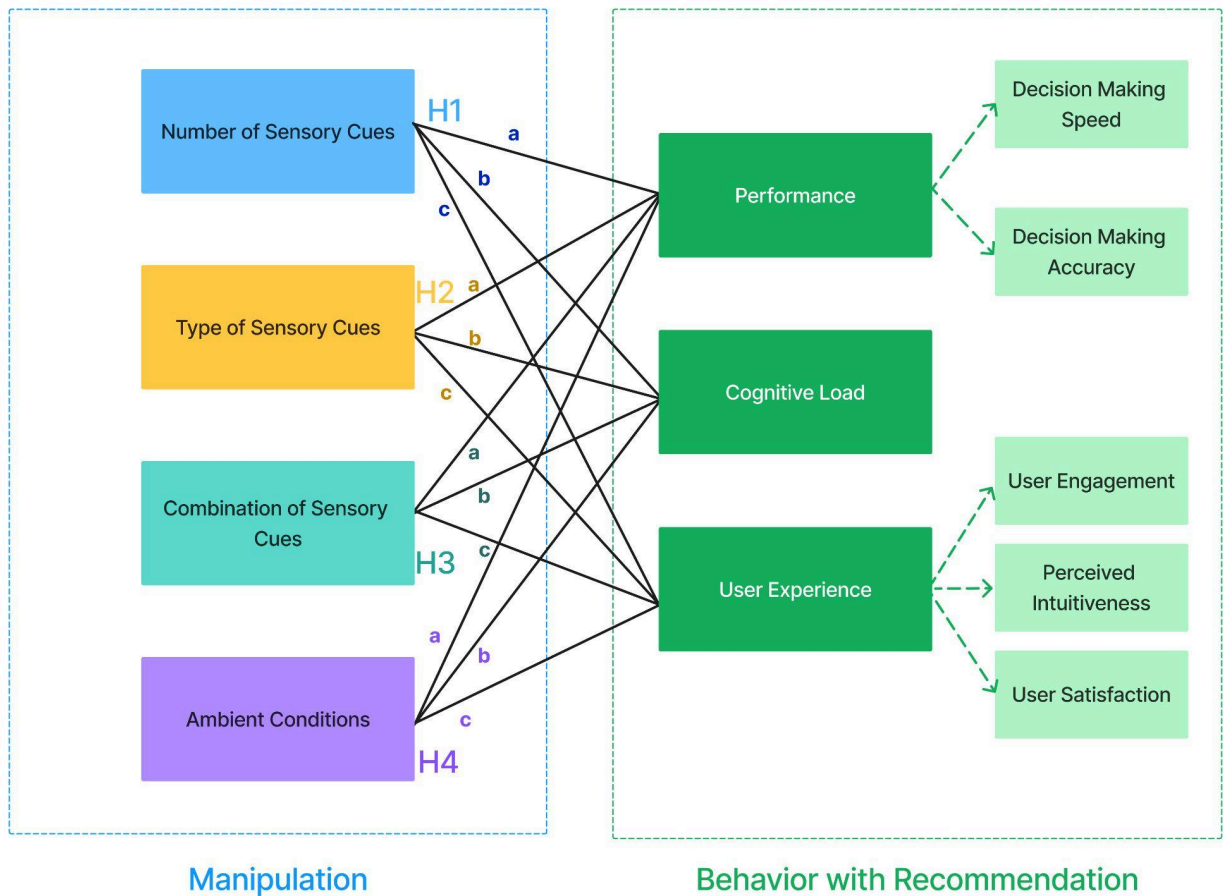 Number of Sensory Cues
H1
a
b
c
Type of Sensory Cues
H2
a
b
c
Combination of Sensory
Cues
H3
a
b
c
Ambient Conditions
H4
a
b
c
Manipulation
Performance
Decision Making
Speed
Decision Making
Accuracy
Cognitive Load
User Experience
User Engagement
Perceived
Intuitiveness
User Satisfaction
Behavior with Recommendation